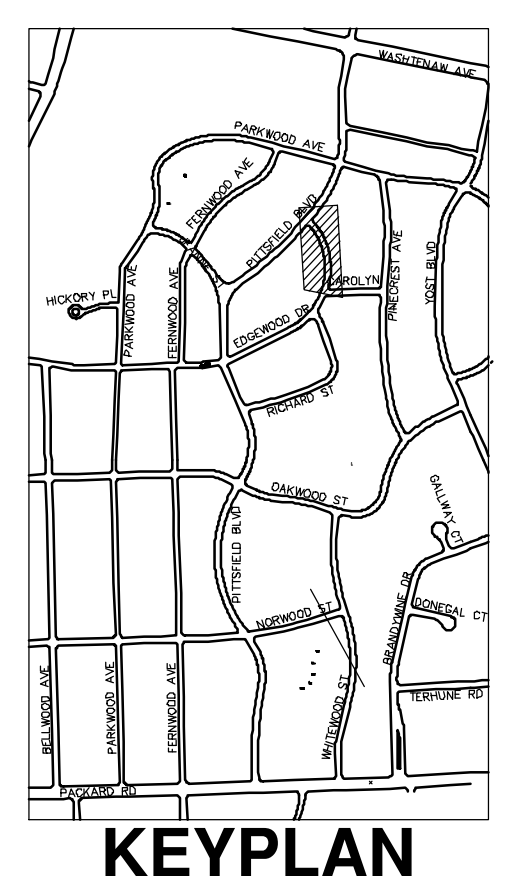 WASHTENAW AVE
PARKWOOD AVE
FERNWOOD AVE
PITTSFIELD BLVD
PINECREST AVE
YOST BLVD
CAROLYN
HICKORY PL
PARKWOOD AVE
FERNWOOD AVE
EDGEWOOD DR
RICHARD ST
OAKWOOD ST
GALLWAY CT
PITTSFIELD BLVD
NORWOOD ST
BRANDYWINE DR
DONEGAL CT
BELLWOOD AVE
PARKWOOD AVE
FERNWOOD AVE
WHITEWOOD ST
TERHUNE RD
PACKARD RD
KEYPLAN